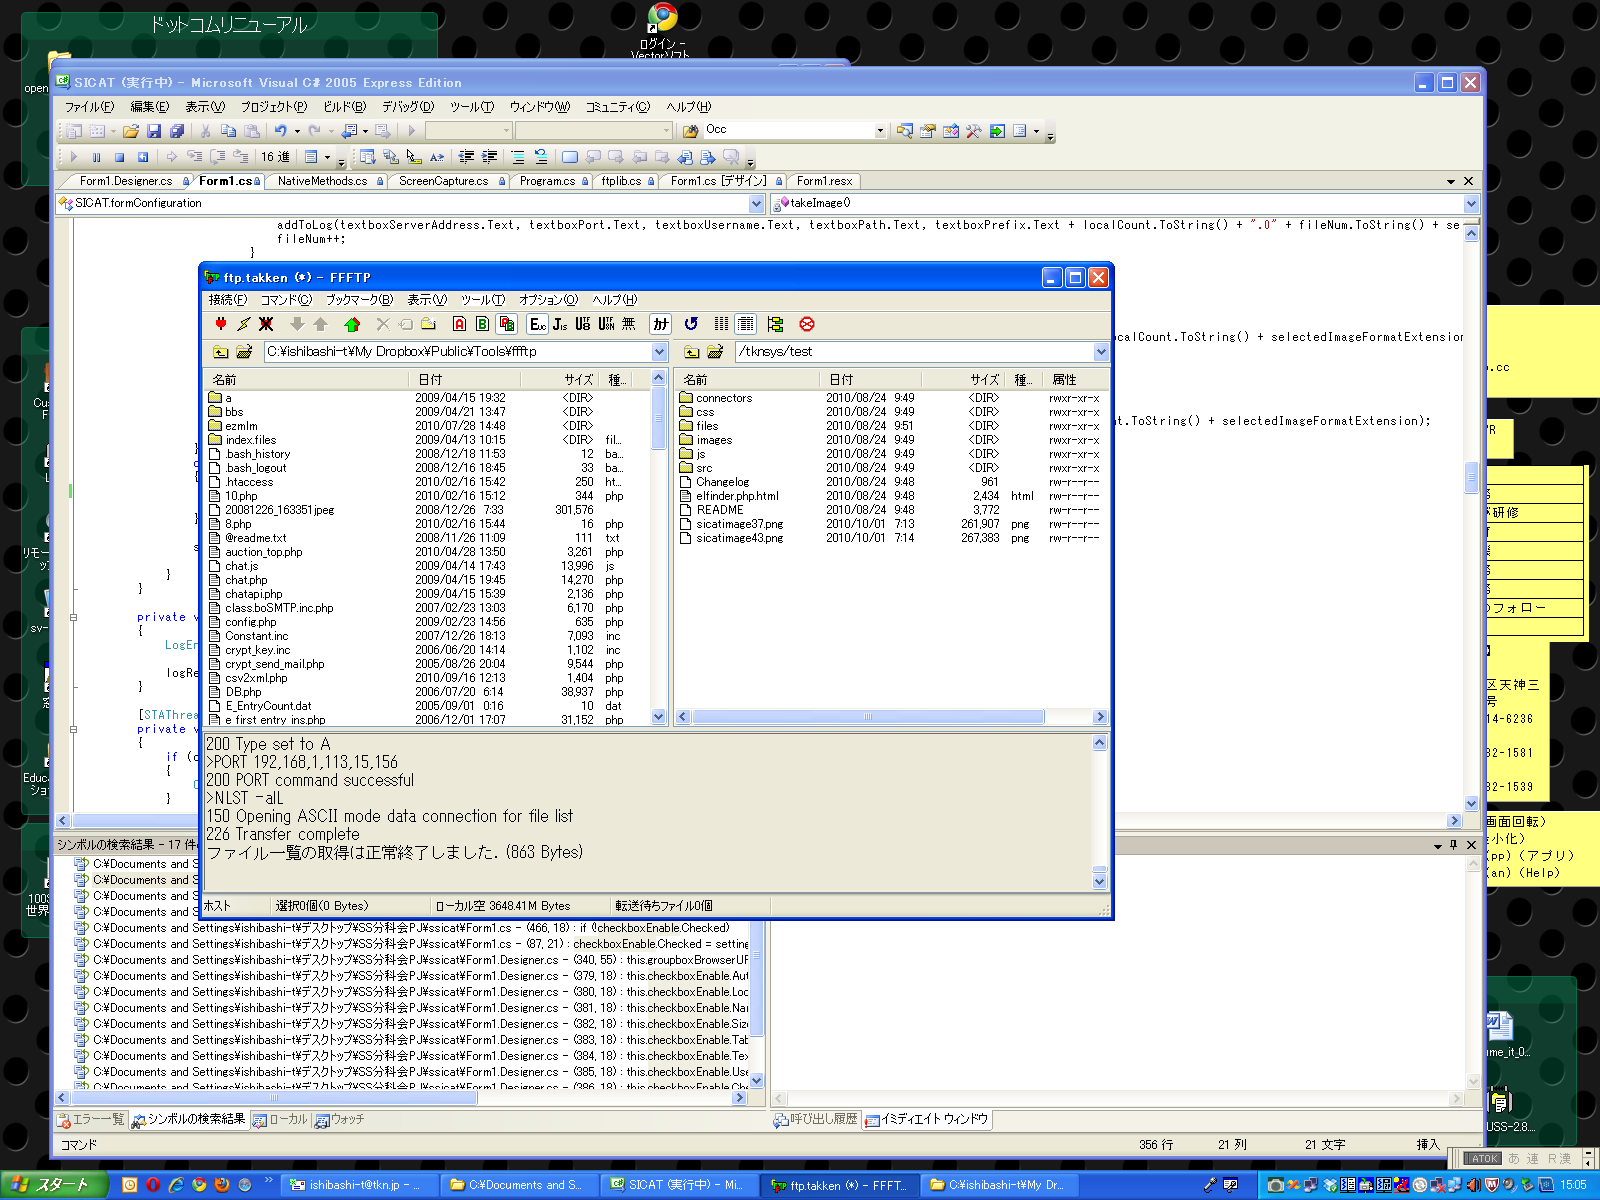 ドットコムリニューアル
ログイン -
Vectorソフト
open
SICAT (実行中) - Microsoft Visual C# 2005 Express Edition
ファイル(F) 編集(E) 表示(V) プロジェクト(P) ビルド(B) デバッグ(D) ツール(T) ウィンドウ(W) コミュニティ(C) ヘルプ(H)
Occ
16 進
Form1.Designer.cs Form1.cs NativeMethods.cs ScreenCapture.cs Program.cs ftplib.cs Form1.cs [デザイン] Form1.resx
SICAT.formConfiguration takeImage()
addToLog(textboxServerAddress.Text, textboxPort.Text, textboxUsername.Text, textboxPath.Text, textboxPrefix.Text + localCount.ToString() + ".0" + fileNum.ToString() + se
fileNum++;
}
ftp.takken (*) - FFFTP
接続(F) コマンド(C) ブックマーク(B) 表示(V) ツール(T) オプション(O) ヘルプ(H)
C:¥ishibashi-t¥My Dropbox¥Public¥Tools¥ffftp /tknsys/test
名前 日付 サイズ 種... 名前 日付 サイズ 種... 属性
a 2009/04/15 19:32 <DIR> connectors 2010/08/24 9:49 <DIR> rwxr-xr-x
bbs 2009/04/21 13:47 <DIR> css 2010/08/24 9:49 <DIR> rwxr-xr-x
ezmlm 2010/07/28 14:48 <DIR> files 2010/08/24 9:51 <DIR> rwxr-xr-x
index.files 2009/04/13 10:15 <DIR> fil... images 2010/08/24 9:49 <DIR> rwxr-xr-x
.bash_history 2008/12/18 11:53 12 ba... js 2010/08/24 9:49 <DIR> rwxr-xr-x
.bash_logout 2008/12/16 18:45 33 ba... src 2010/08/24 9:49 <DIR> rwxr-xr-x
.htaccess 2010/02/16 15:42 250 ht... Changelog 2010/08/24 9:48 961 rw-r--r--
10.php 2010/02/16 15:12 344 php elfinder.php.html 2010/08/24 9:48 2,434 html rw-r--r--
20081226_163351.jpeg 2008/12/26 7:33 301,576 README 2010/08/24 9:48 3,772 rw-r--r--
8.php 2010/02/16 15:44 16 php sicatimage37.png 2010/10/01 7:13 261,907 png rw-r--r--
@readme.txt 2008/11/26 11:09 111 txt sicatimage43.png 2010/10/01 7:14 267,383 png rw-r--r--
auction_top.php 2010/04/28 13:50 3,261 php
chat.js 2009/04/14 17:43 13,996 js
chat.php 2009/04/15 19:45 14,270 php
chatapi.php 2009/04/15 15:39 2,136 php
class.boSMTP.inc.php 2007/02/23 13:03 6,170 php
config.php 2009/02/23 14:56 635 php
Constant.inc 2007/12/26 18:13 7,093 inc
crypt_key.inc 2006/06/20 14:14 1,102 inc
crypt_send_mail.php 2005/08/26 20:04 9,544 php
csv2xml.php 2010/09/16 12:13 1,404 php
DB.php 2006/07/20 6:14 38,937 php
E_EntryCount.dat 2005/09/01 0:16 10 dat
e_first_entry_ins.php 2006/12/01 17:07 31,152 php
200 Type set to A
>PORT 192,168,1,113,15,156
200 PORT command successful
>NLST -alL
150 Opening ASCII mode data connection for file list
226 Transfer complete
ファイル一覧の取得は正常終了しました. (863 Bytes)
ホスト 選択0個(0 Bytes) ローカル空 3648.41M Bytes 転送待ちファイル0個
ocalCount.ToString() + selectedImageFormatExtension
t.ToString() + selectedImageFormatExtension);
}
}
private v
{
LogEn
logRe
}
[STAThrea
private v
{
if (c
{
}
シンボルの検索結果 - 17 件
C:¥Documents and S
C:¥Documents and S
C:¥Documents and S
C:¥Documents and S
C:¥Documents and Settings¥ishibashi-t¥デスクトップ¥SS分科会PJ¥ssicat¥Form1.cs - (466, 18) : if (!checkboxEnable.Checked)
C:¥Documents and Settings¥ishibashi-t¥デスクトップ¥SS分科会PJ¥ssicat¥Form1.cs - (87, 21) : checkboxEnable.Checked = setting
C:¥Documents and Settings¥ishibashi-t¥デスクトップ¥SS分科会PJ¥ssicat¥Form1.Designer.cs - (340, 55) : this.groupboxBrowserUF
C:¥Documents and Settings¥ishibashi-t¥デスクトップ¥SS分科会PJ¥ssicat¥Form1.Designer.cs - (379, 18) : this.checkboxEnable.Aut
C:¥Documents and Settings¥ishibashi-t¥デスクトップ¥SS分科会PJ¥ssicat¥Form1.Designer.cs - (380, 18) : this.checkboxEnable.Loc
C:¥Documents and Settings¥ishibashi-t¥デスクトップ¥SS分科会PJ¥ssicat¥Form1.Designer.cs - (381, 18) : this.checkboxEnable.Nar
C:¥Documents and Settings¥ishibashi-t¥デスクトップ¥SS分科会PJ¥ssicat¥Form1.Designer.cs - (382, 18) : this.checkboxEnable.Size
C:¥Documents and Settings¥ishibashi-t¥デスクトップ¥SS分科会PJ¥ssicat¥Form1.Designer.cs - (383, 18) : this.checkboxEnable.Tab
C:¥Documents and Settings¥ishibashi-t¥デスクトップ¥SS分科会PJ¥ssicat¥Form1.Designer.cs - (384, 18) : this.checkboxEnable.Tex
C:¥Documents and Settings¥ishibashi-t¥デスクトップ¥SS分科会PJ¥ssicat¥Form1.Designer.cs - (385, 18) : this.checkboxEnable.Use
C:¥Documents and Settings¥ishibashi-t¥デスクトップ¥SS分科会PJ¥ssicat¥Form1.Designer.cs - (386, 18) : this.checkboxEnable.Che
エラー一覧 シンボルの検索結果 ローカル ウォッチ 呼び出し履歴 イミディエイト ウィンドウ
コマンド 356 行 21 列 21 文字 挿入
.cc
研修
フォロー
区天神三
号
14-6236
32-1581
32-1539
画面回転)
小化)
(pp) (アプリ)
(an) (Help)
リモー
sv-
Educ
ショ
100
世界
ume_it_0...
USS-2.8....
ATOK あ 連 R漢
スタート ishibashi-t@tkn.jp - ... C:¥Documents and S... SICAT (実行中) - Mi... ftp.takken (*) - FFFT... C:¥ishibashi-t¥My Dr... 15:05